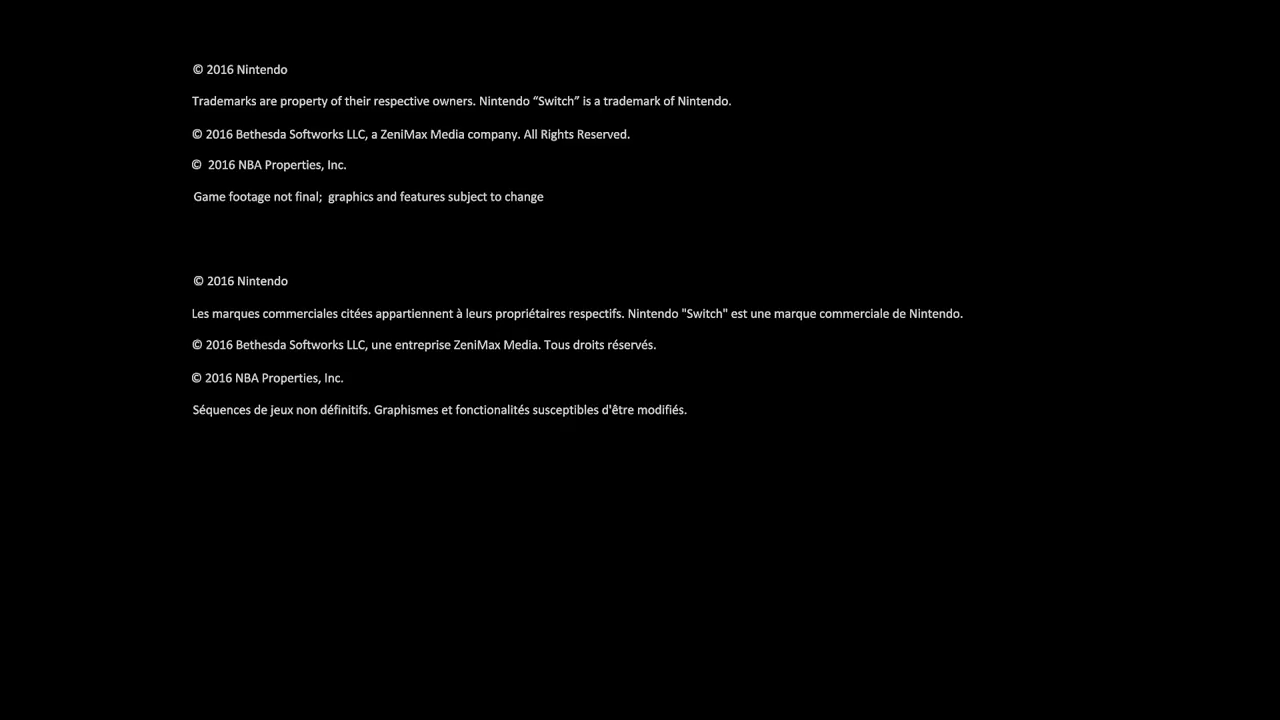 © 2016 Nintendo
Trademarks are property of their respective owners. Nintendo “Switch” is a trademark of Nintendo.
© 2016 Bethesda Softworks LLC, a ZeniMax Media company. All Rights Reserved.
© 2016 NBA Properties, Inc.
Game footage not final; graphics and features subject to change
© 2016 Nintendo
Les marques commerciales citées appartiennent à leurs propriétaires respectifs. Nintendo "Switch" est une marque commerciale de Nintendo.
© 2016 Bethesda Softworks LLC, une entreprise ZeniMax Media. Tous droits réservés.
© 2016 NBA Properties, Inc.
Séquences de jeux non définitifs. Graphismes et fonctionalités susceptibles d'être modifiés.